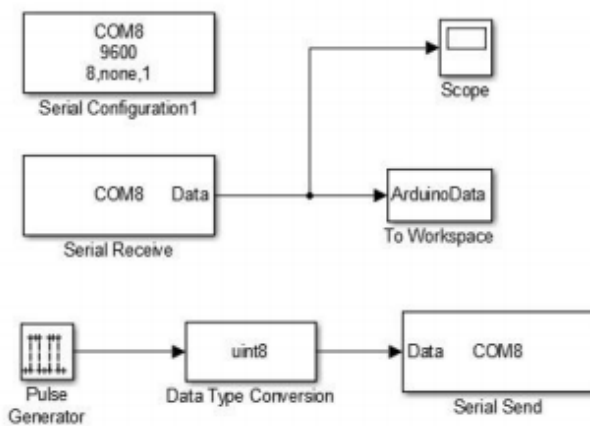 COM8
9600
8,none,1
Serial Configuration1
Scope
COM8 Data
Serial Receive
ArduinoData
To Workspace
Pulse
Generator
uint8
Data Type Conversion
Data COM8
Serial Send